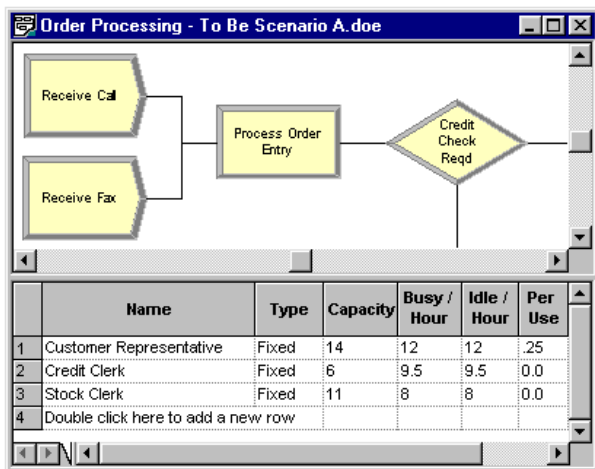 Order Processing - To Be Scenario A.doe
Receive Call
Process Order
Entry
Credit
Check
Reqd
Receive Fax
Name Type Capacity Busy / Hour Idle / Hour Per Use
1 Customer Representative Fixed 14 12 12 .25
2 Credit Clerk Fixed 6 9.5 9.5 0.0
3 Stock Clerk Fixed 11 8 8 0.0
4 Double click here to add a new row